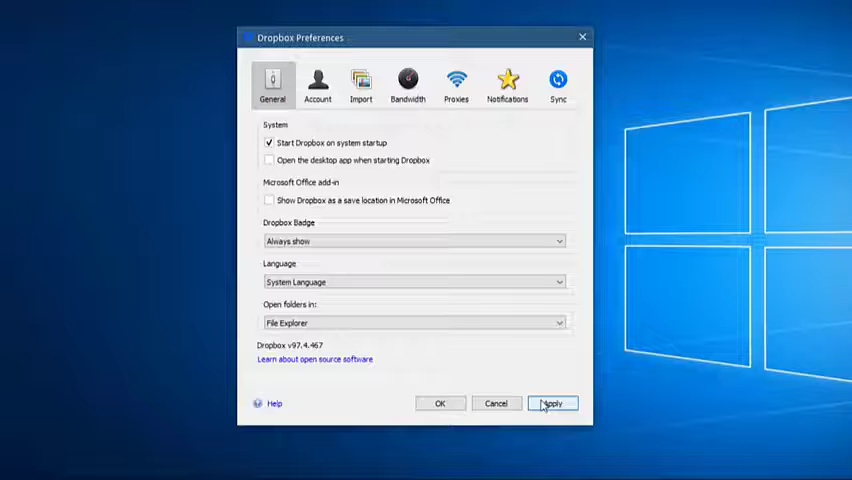 Dropbox Preferences
General
Account
Import
Bandwidth
Proxies
Notifications
Sync
System
Start Dropbox on system startup
Open the desktop app when starting Dropbox
Microsoft Office add-in
Show Dropbox as a save location in Microsoft Office
Dropbox Badge
Always show
Language
System Language
Open folders in:
File Explorer
Dropbox v97.4.467
Learn about open source software
Help
OK
Cancel
Apply